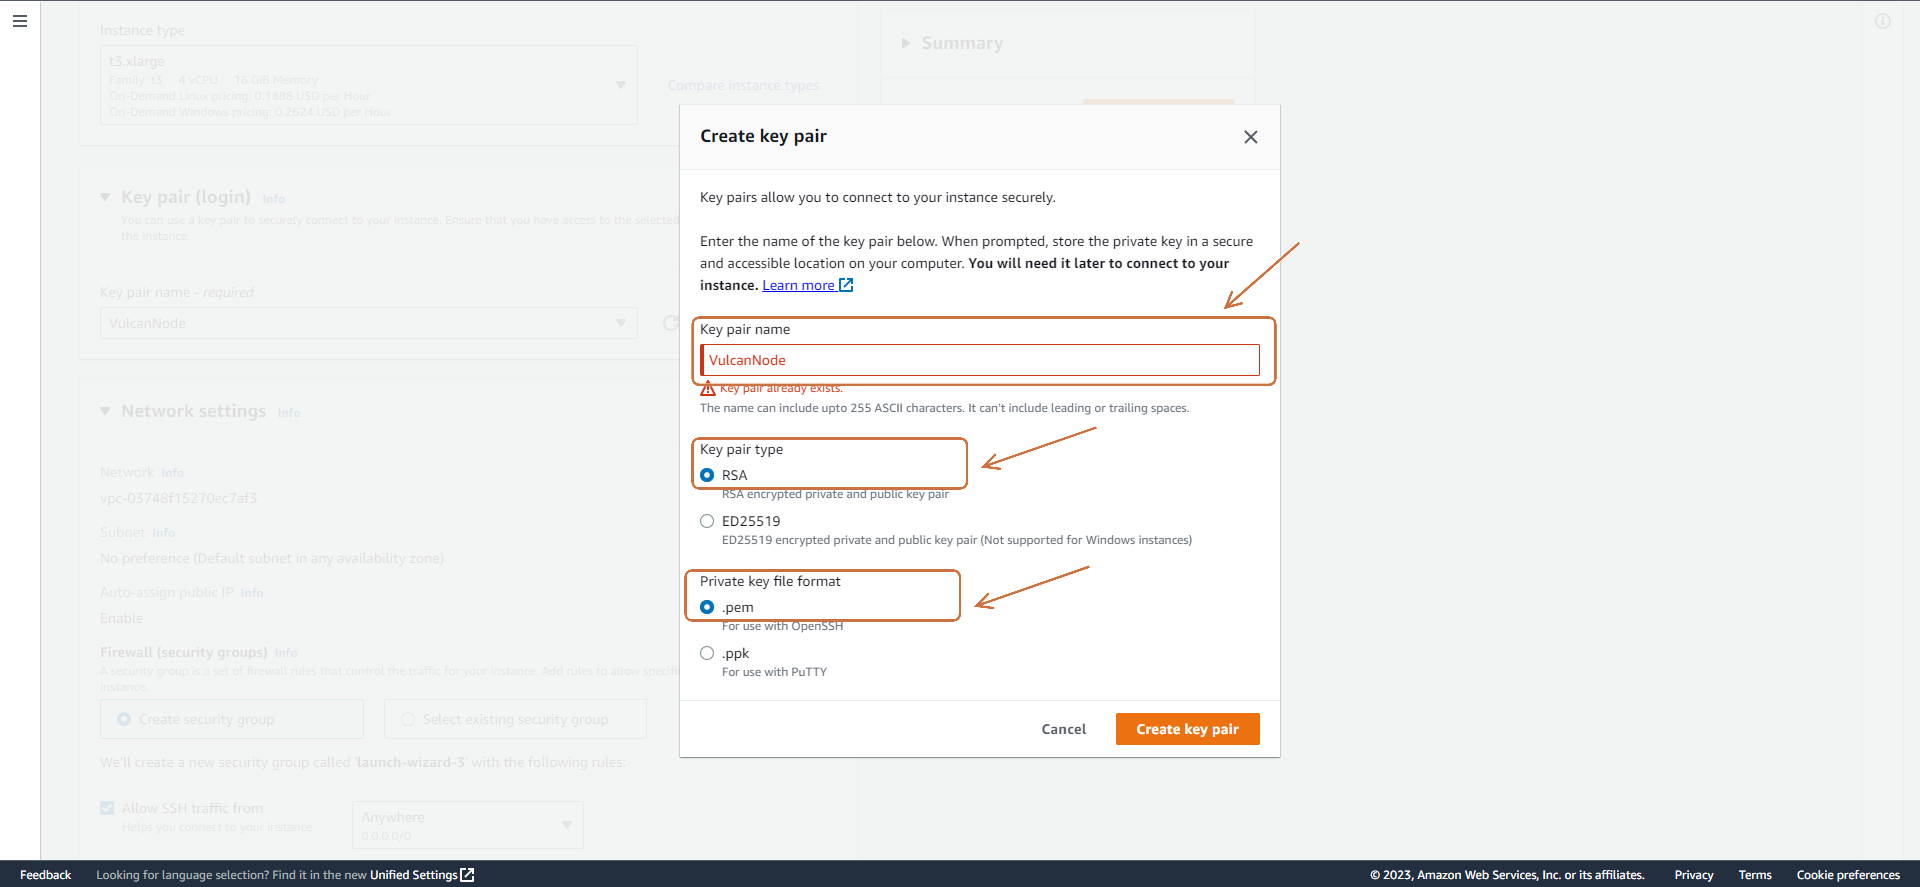 Instance type
t3.xlarge
Family: t3 4 vCPU 16 GiB Memory
On-Demand Linux pricing: 0.1888 USD per Hour
On-Demand Windows pricing: 0.2624 USD per Hour
Compare instance types
Summary
Key pair (login) Info
You can use a key pair to securely connect to your instance. Ensure that you have access to the selected
the instance.
Key pair name - required
VulcanNode
Network settings Info
Network Info
vpc-03748f15270ec7af3
Subnet Info
No preference (Default subnet in any availability zone)
Auto-assign public IP Info
Enable
Firewall (security groups) Info
A security group is a set of firewall rules that control the traffic for your instance. Add rules to allow specifi
instance.
Create security group
Select existing security group
We'll create a new security group called 'launch-wizard-3' with the following rules:
Allow SSH traffic from
Helps you connect to your instance
Anywhere
0.0.0.0/0
Create key pair
Key pairs allow you to connect to your instance securely.
Enter the name of the key pair below. When prompted, store the private key in a secure
and accessible location on your computer. You will need it later to connect to your
instance. Learn more
Key pair name
VulcanNode
Key pair already exists.
The name can include upto 255 ASCII characters. It can't include leading or trailing spaces.
Key pair type
RSA
RSA encrypted private and public key pair
ED25519
ED25519 encrypted private and public key pair (Not supported for Windows instances)
Private key file format
.pem
For use with OpenSSH
.ppk
For use with PuTTY
Cancel
Create key pair
Feedback
Looking for language selection? Find it in the new Unified Settings
© 2023, Amazon Web Services, Inc. or its affiliates.
Privacy
Terms
Cookie preferences